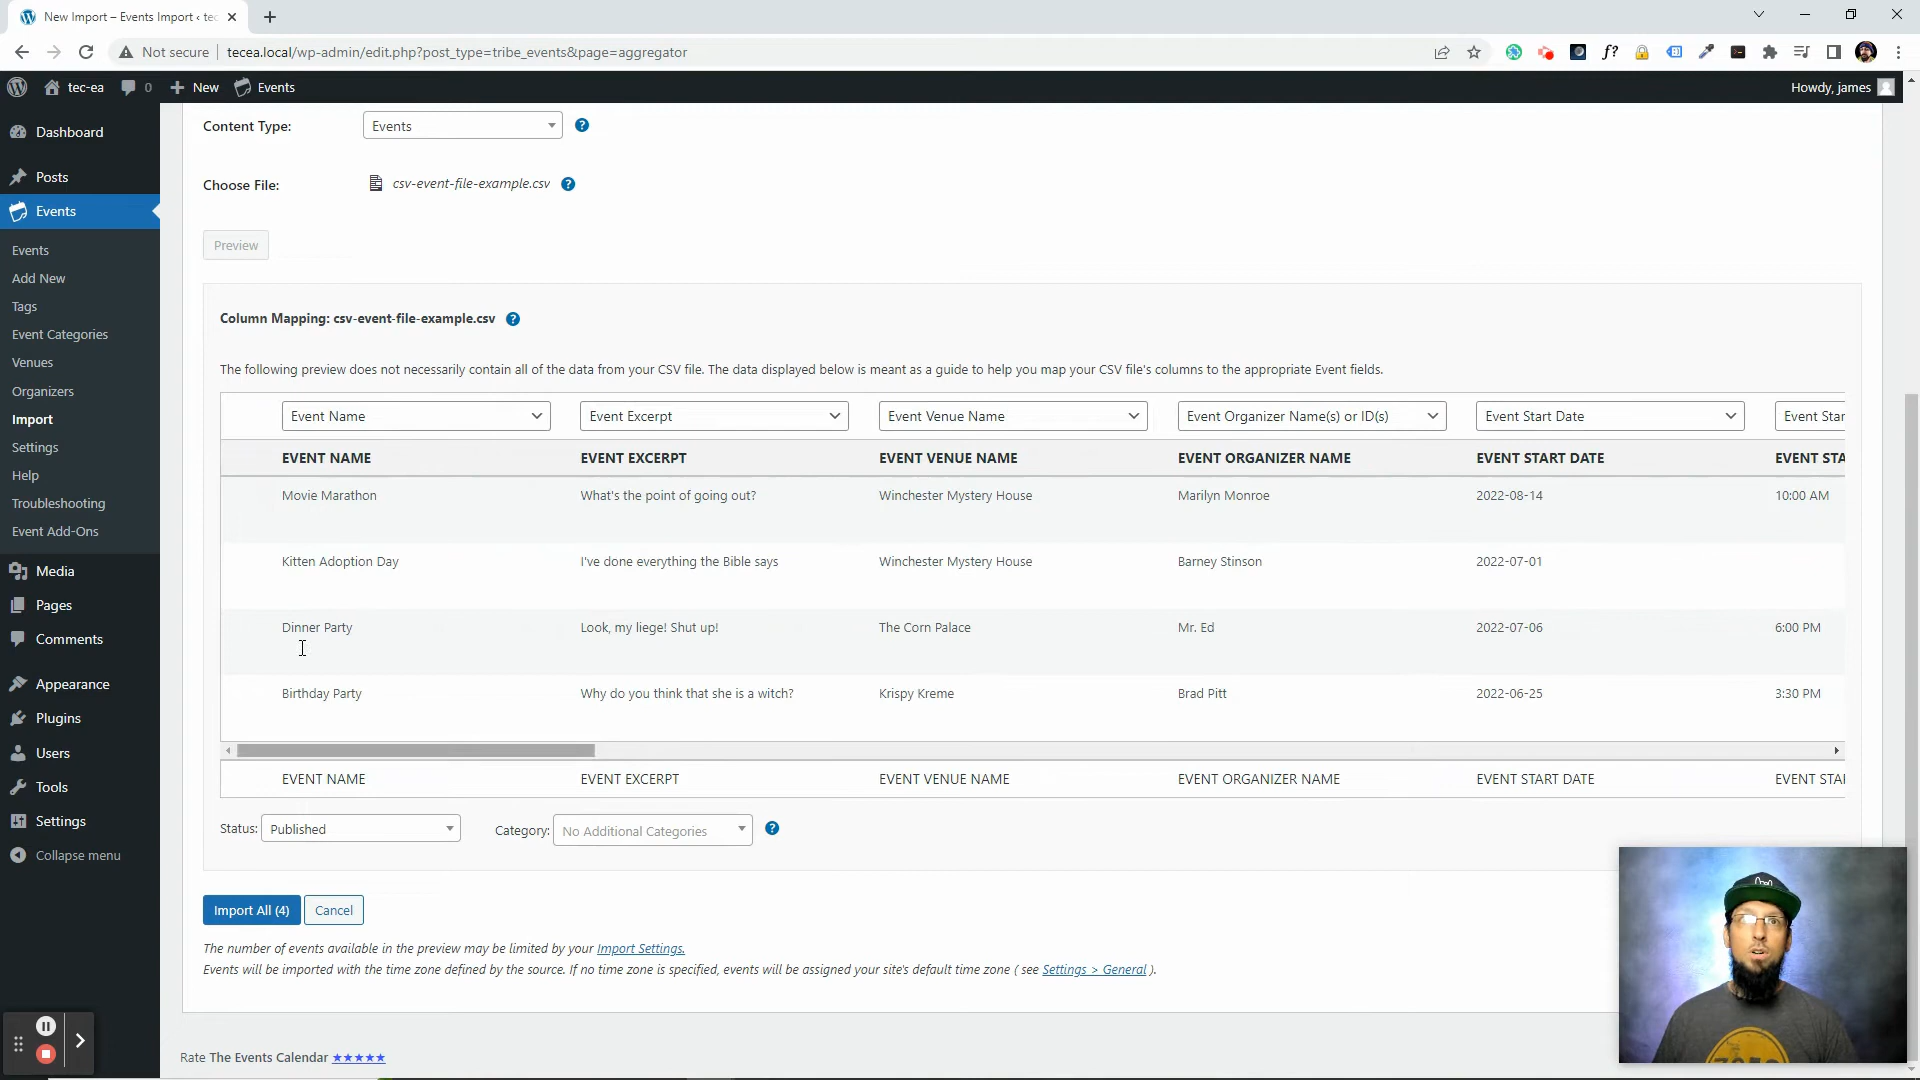 New Import – Events Import ‹ tec
Not secure tecea.local/wp-admin/edit.php?post_type=tribe_events&page=aggregator
tec-ea 0 New Events Howdy, james
Dashboard
Posts
Events
Events
Add New
Tags
Event Categories
Venues
Organizers
Import
Settings
Help
Troubleshooting
Event Add-Ons
Media
Pages
Comments
Appearance
Plugins
Users
Tools
Settings
Collapse menu
Content Type: Events
Choose File: csv-event-file-example.csv
Preview
Column Mapping: csv-event-file-example.csv
The following preview does not necessarily contain all of the data from your CSV file. The data displayed below is meant as a guide to help you map your CSV file's columns to the appropriate Event fields.
Event Name Event Excerpt Event Venue Name Event Organizer Name(s) or ID(s) Event Start Date Event Star
EVENT NAME EVENT EXCERPT EVENT VENUE NAME EVENT ORGANIZER NAME EVENT START DATE EVENT STA
Movie Marathon What's the point of going out? Winchester Mystery House Marilyn Monroe 2022-08-14 10:00 AM
Kitten Adoption Day I've done everything the Bible says Winchester Mystery House Barney Stinson 2022-07-01
Dinner Party Look, my liege! Shut up! The Corn Palace Mr. Ed 2022-07-06 6:00 PM
Birthday Party Why do you think that she is a witch? Krispy Kreme Brad Pitt 2022-06-25 3:30 PM
EVENT NAME EVENT EXCERPT EVENT VENUE NAME EVENT ORGANIZER NAME EVENT START DATE EVENT STA
Status: Published Category: No Additional Categories
Import All (4) Cancel
The number of events available in the preview may be limited by your Import Settings.
Events will be imported with the time zone defined by the source. If no time zone is specified, events will be assigned your site's default time zone ( see Settings > General ).
Rate The Events Calendar ★★★★★